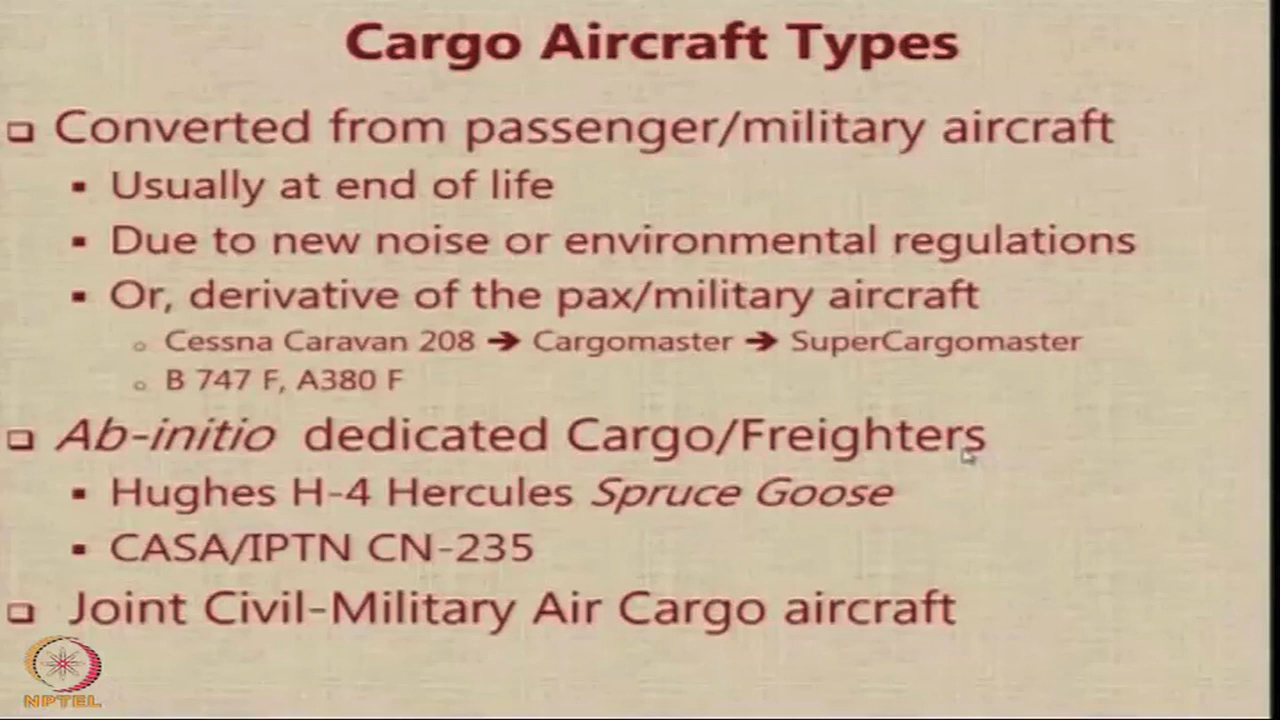 Cargo Aircraft Types
Converted from passenger/military aircraft
Usually at end of life
Due to new noise or environmental regulations
Or, derivative of the pax/military aircraft
Cessna Caravan 208 ➔ Cargomaster ➔ SuperCargomaster
B 747 F, A380 F
Ab-initio dedicated Cargo/Freighters
Hughes H-4 Hercules Spruce Goose
CASA/IPTN CN-235
Joint Civil-Military Air Cargo aircraft
NPTEL